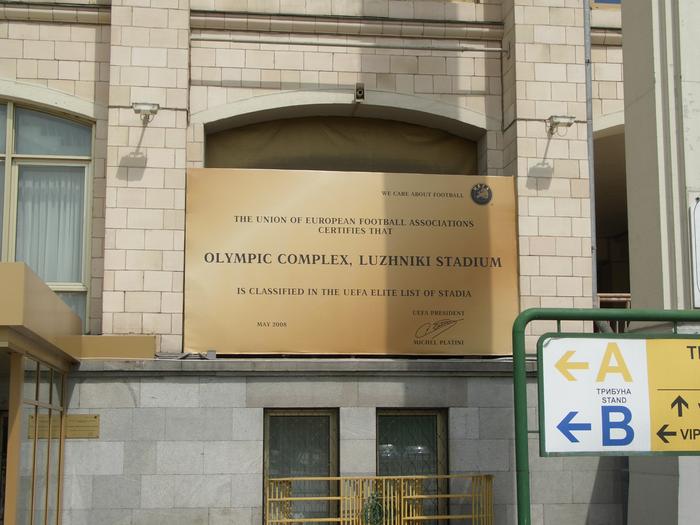 WE CARE ABOUT FOOTBALL
UEFA
THE UNION OF EUROPEAN FOOTBALL ASSOCIATIONS
CERTIFIES THAT
OLYMPIC COMPLEX, LUZHNIKI STADIUM
IS CLASSIFIED IN THE UEFA ELITE LIST OF STADIA
MAY 2008
UEFA PRESIDENT
MICHEL PLATINI
← A
ТРИБУНА
STAND
← B
↑
← VIP